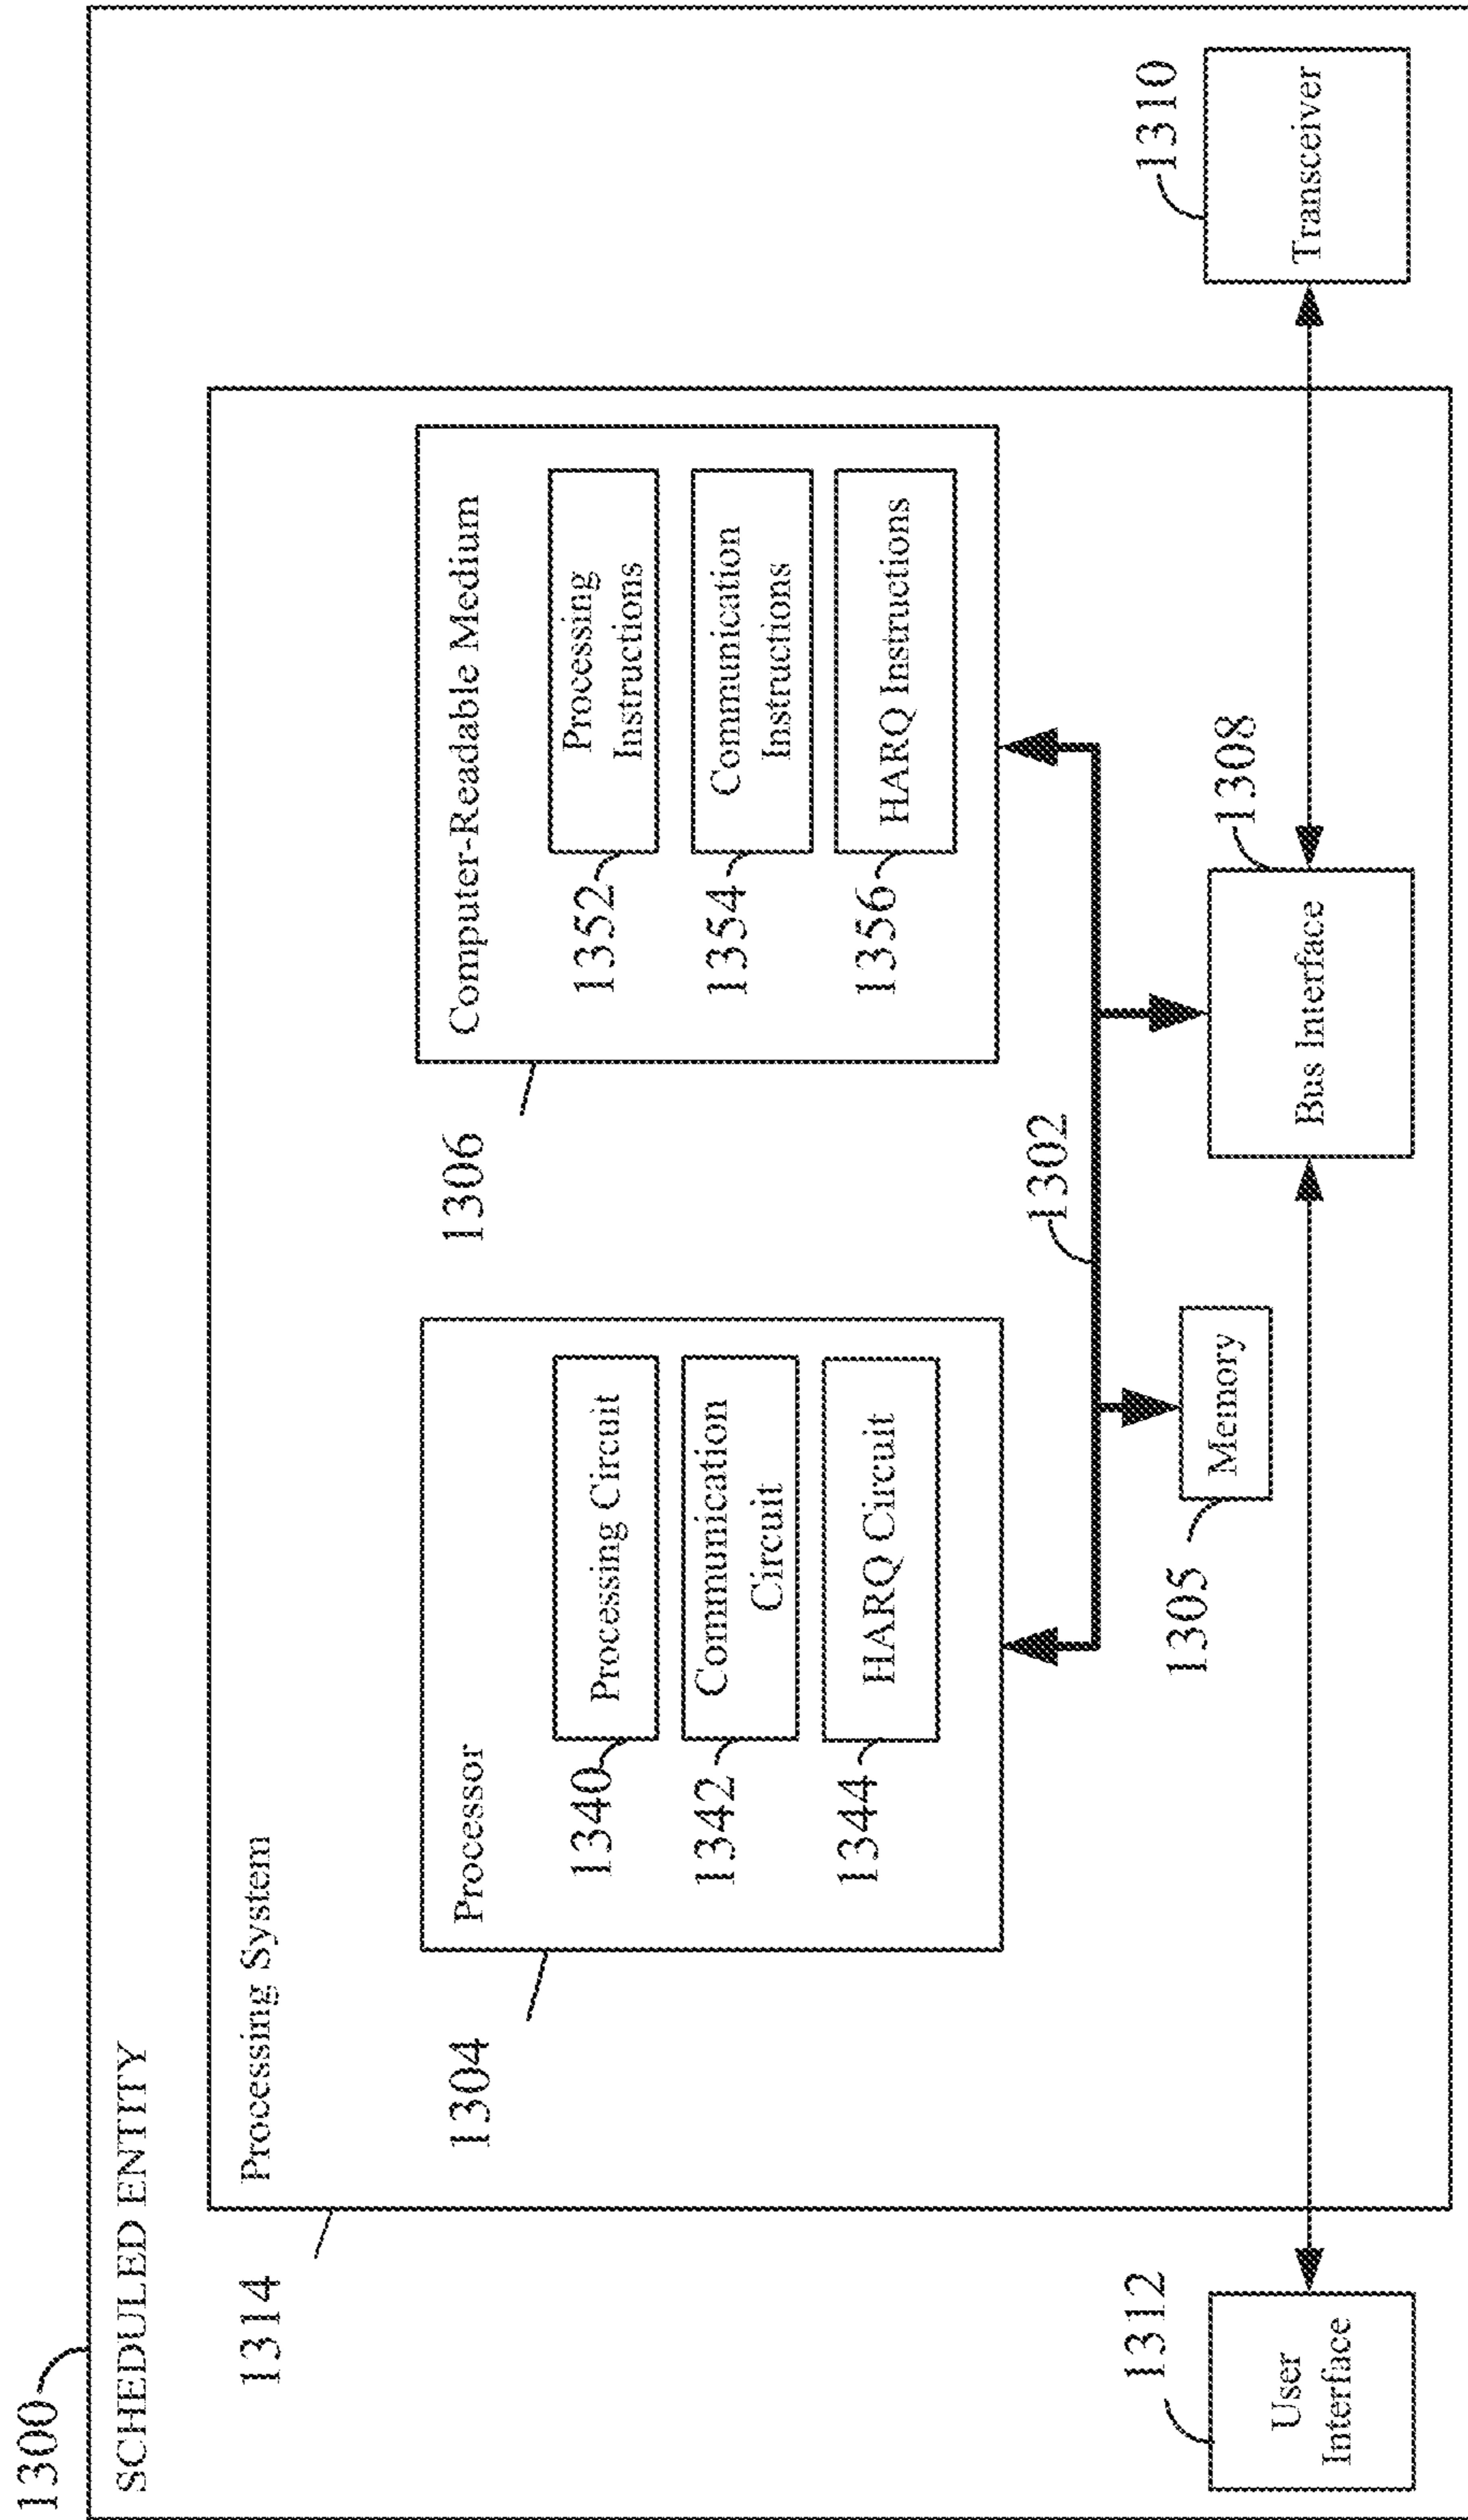 1300
SCHEDULED ENTITY
1314
Processing System
1304
Processor
1340
Processing Circuit
1342
Communication
Circuit
1344
HARQ Circuit
1306
Computer-Readable Medium
1352
Processing
Instructions
1354
Communication
Instructions
1356
HARQ Instructions
1302
1305
Memory
1312
User
Interface
1308
Bus Interface
1310
Transceiver